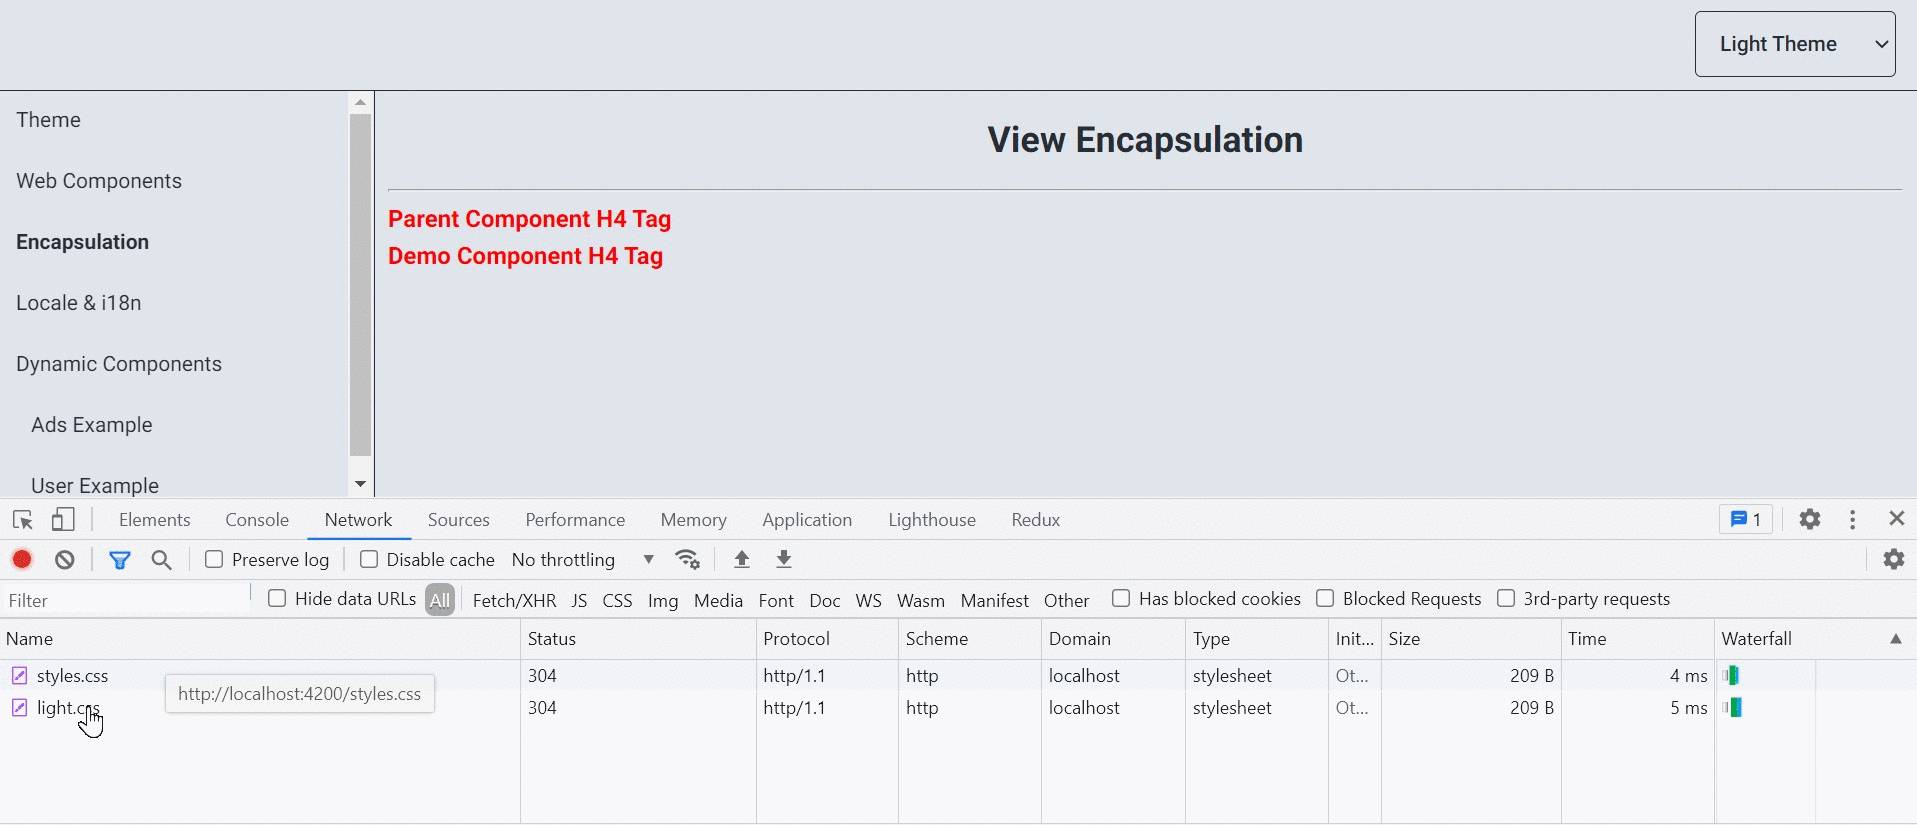 Light Theme
Theme
Web Components
Encapsulation
Locale & i18n
Dynamic Components
Ads Example
User Example
View Encapsulation
Parent Component H4 Tag
Demo Component H4 Tag
Elements Console Network Sources Performance Memory Application Lighthouse Redux 1
Preserve log Disable cache No throttling
Filter Hide data URLs All Fetch/XHR JS CSS Img Media Font Doc WS Wasm Manifest Other Has blocked cookies Blocked Requests 3rd-party requests
Name Status Protocol Scheme Domain Type Init... Size Time Waterfall
styles.css 304 http/1.1 http localhost stylesheet Ot... 209 B 4 ms
http://localhost:4200/styles.css
light.css 304 http/1.1 http localhost stylesheet Ot... 209 B 5 ms